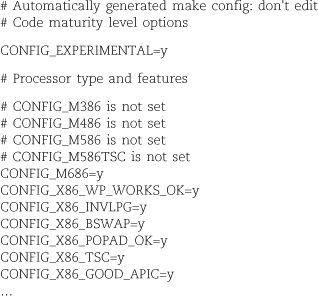 # Automatically generated make config: don't edit
# Code maturity level options
CONFIG_EXPERIMENTAL=y
# Processor type and features
# CONFIG_M386 is not set
# CONFIG_M486 is not set
# CONFIG_M586 is not set
# CONFIG_M586TSC is not set
CONFIG_M686=y
CONFIG_X86_WP_WORKS_OK=y
CONFIG_X86_INVLPG=y
CONFIG_X86_BSWAP=y
CONFIG_X86_POPAD_OK=y
CONFIG_X86_TSC=y
CONFIG_X86_GOOD_APIC=y
...